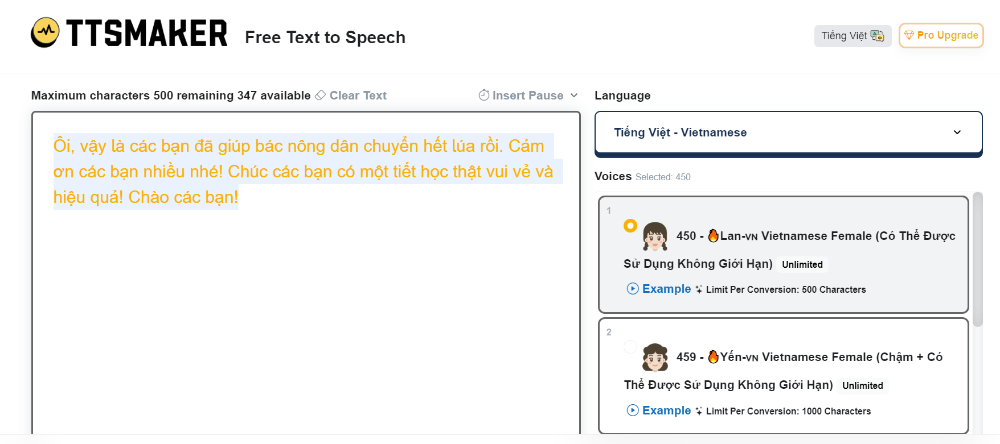 TTSMAKER
Free Text to Speech
Tiếng Việt
Pro Upgrade
Maximum characters 500 remaining 347 available
Clear Text
Insert Pause
Ôi, vậy là các bạn đã giúp bác nông dân chuyển hết lúa rồi. Cảm
ơn các bạn nhiều nhé! Chúc các bạn có một tiết học thật vui vẻ và
hiệu quả! Chào các bạn!
Language
Tiếng Việt - Vietnamese
Voices Selected: 450
1
450 - 🔥Lan-VN Vietnamese Female (Có Thể Được
Sử Dụng Không Giới Hạn) Unlimited
Example Limit Per Conversion: 500 Characters
2
459 - 🔥Yến-VN Vietnamese Female (Chậm + Có
Thể Được Sử Dụng Không Giới Hạn) Unlimited
Example Limit Per Conversion: 1000 Characters